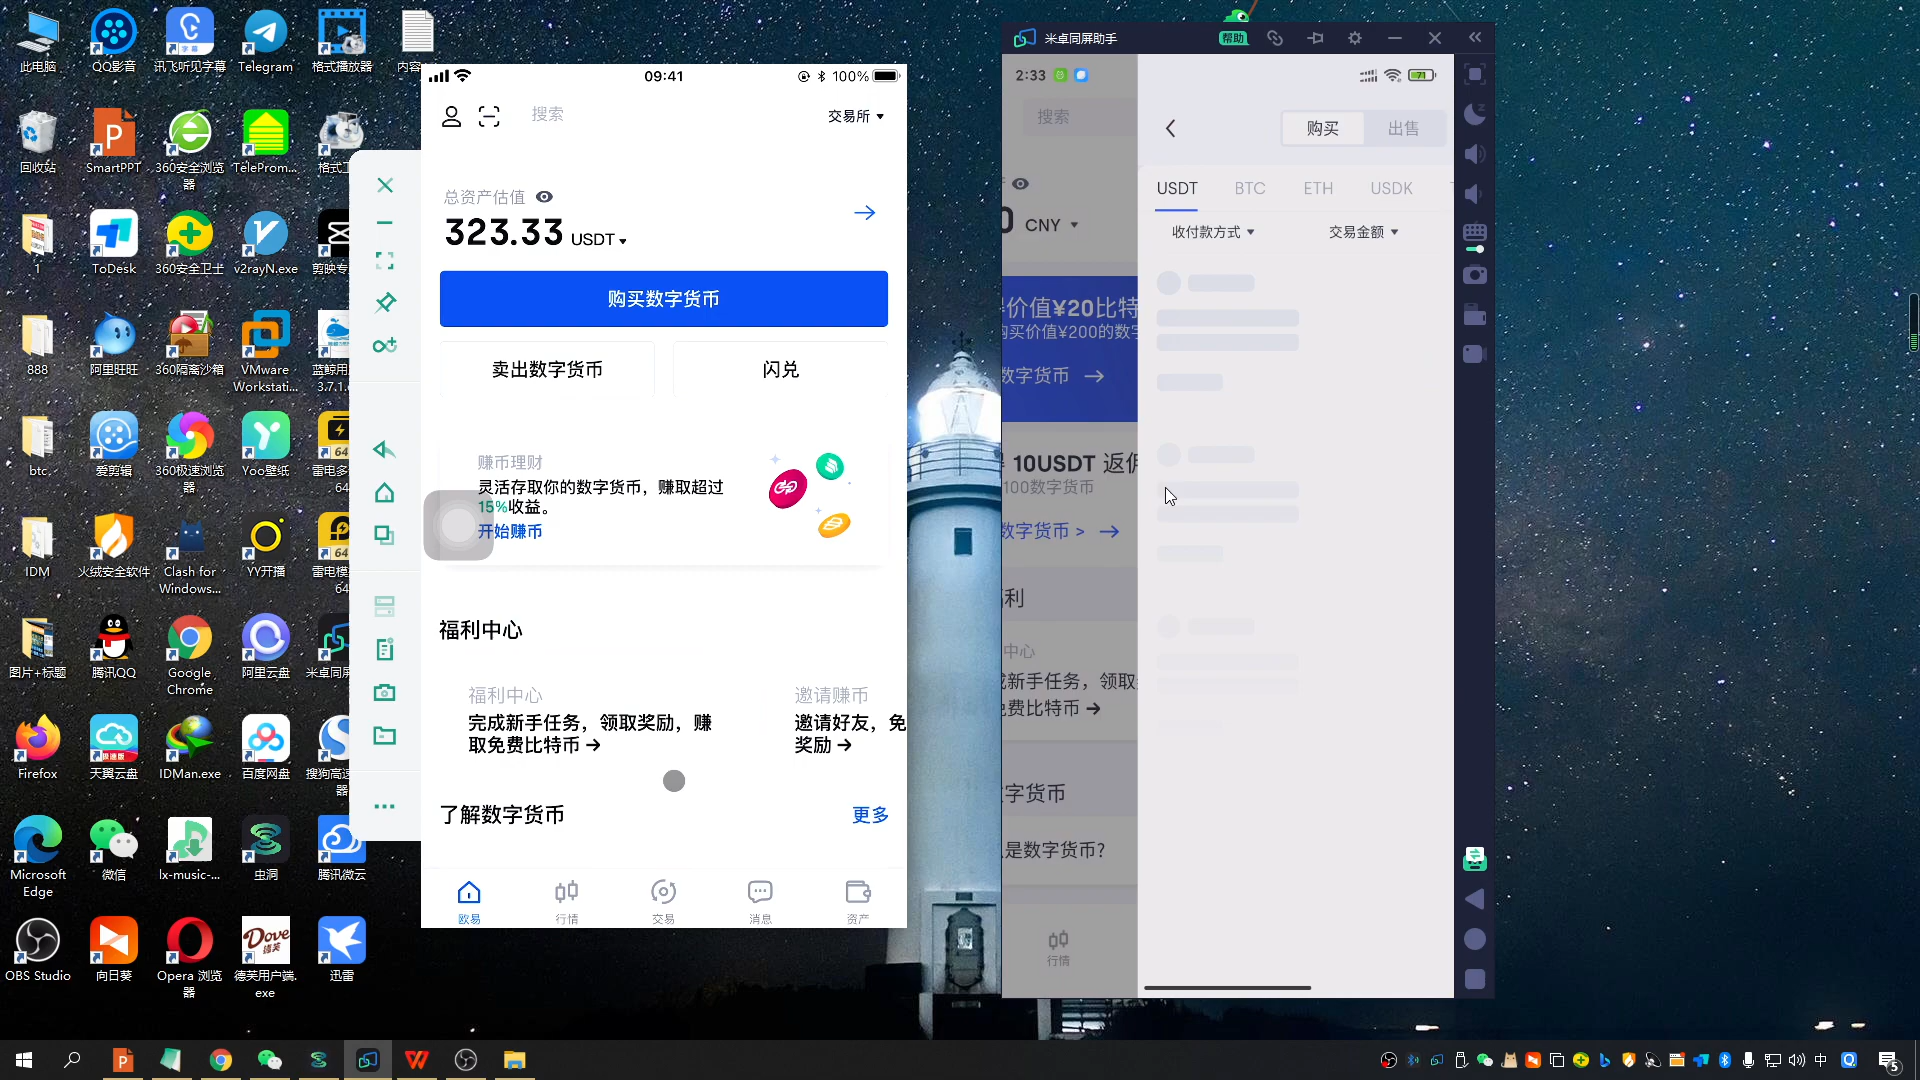 此电脑
QQ影音
讯飞听见字幕
Telegram
格式播放器
回收站
SmartPPT
360安全浏览器
TeleProm...
1
ToDesk
360安全卫士
v2rayN.exe
888
阿里旺旺
360隔离沙箱
VMware
Workstati...
3.7.1.
btc
爱剪辑
360极速浏览器
Yoo壁纸
雷电多
64
IDM
火绒安全软件
Clash for
Windows...
YY开播
雷电模
64
图片+标题
腾讯QQ
Google
Chrome
阿里云盘
米卓同屏
Firefox
天翼云盘
IDMan.exe
百度网盘
搜狗高速
器
Microsoft
Edge
微信
lx-music-...
虫洞
腾讯微云
OBS Studio
向日葵
Opera 浏览器
德芙用户端.
exe
迅雷
09:41
100%
搜索
交易所
总资产估值
323.33 USDT
购买数字货币
卖出数字货币
闪兑
赚币理财
灵活存取你的数字货币，赚取超过
15%收益。
开始赚币
福利中心
福利中心
完成新手任务，领取奖励，赚
取免费比特币 →
邀请赚币
邀请好友，免
奖励 →
了解数字货币
更多
欧易
行情
交易
消息
资产
米卓同屏助手
帮助
2:33
71
搜索
购买
出售
USDT
BTC
ETH
USDK
收付款方式
交易金额
0 CNY
价值¥20比特
购买价值¥200的数字
数字货币 →
10USDT 返佣
100数字货币
数字货币 > →
利
中心
新手任务，领取
免费比特币 →
字货币
是数字货币?
行情
中
5